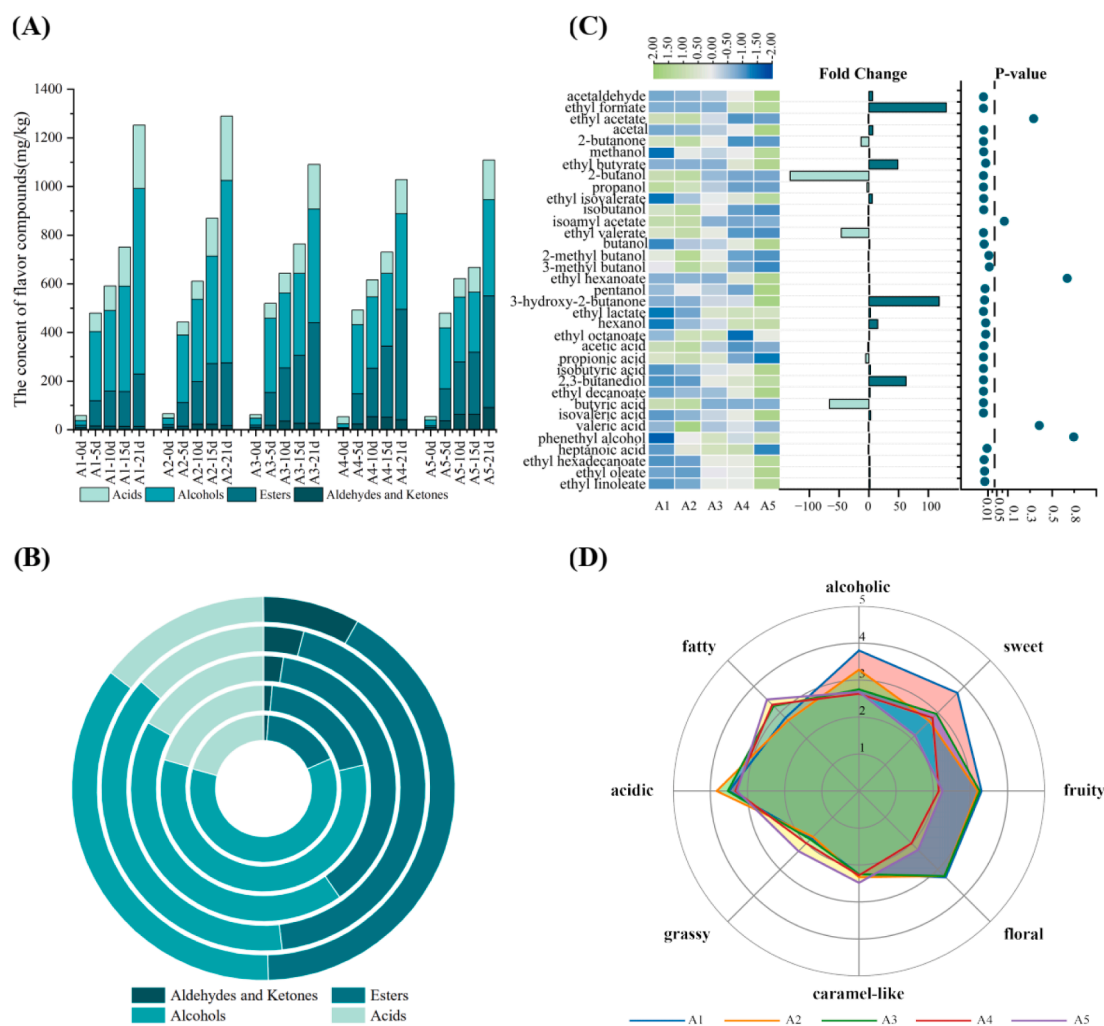 (A)
The concent of flavor compounds(mg/kg)
1400
1200
1000
800
600
400
200
0
A1-0d
A1-5d
A1-10d
A1-15d
A1-21d
A2-0d
A2-5d
A2-10d
A2-15d
A2-21d
A3-0d
A3-5d
A3-10d
A3-15d
A3-21d
A4-0d
A4-5d
A4-10d
A4-15d
A4-21d
A5-0d
A5-5d
A5-10d
A5-15d
A5-21d
Acids Alcohols Esters Aldehydes and Ketones
(C)
2.00
1.50
1.00
0.50
0.00
-0.50
-1.00
-1.50
-2.00
Fold Change
P-value
acetaldehyde
ethyl formate
ethyl acetate
acetal
2-butanone
methanol
ethyl butyrate
2-butanol
propanol
ethyl isovalerate
isobutanol
isoamyl acetate
ethyl valerate
butanol
2-methyl butanol
3-methyl butanol
ethyl hexanoate
pentanol
3-hydroxy-2-butanone
ethyl lactate
hexanol
ethyl octanoate
acetic acid
propionic acid
isobutyric acid
2,3-butanediol
ethyl decanoate
butyric acid
isovaleric acid
valeric acid
phenethyl alcohol
heptanoic acid
ethyl hexadecanoate
ethyl oleate
ethyl linoleate
A1 A2 A3 A4 A5
−100 −50 0 50 100
0.01
0.05
0.1
0.3
0.5
0.8
(B)
Aldehydes and Ketones
Esters
Alcohols
Acids
(D)
alcoholic
sweet
fruity
floral
caramel-like
grassy
acidic
fatty
5
4
3
2
1
A1 A2 A3 A4 A5